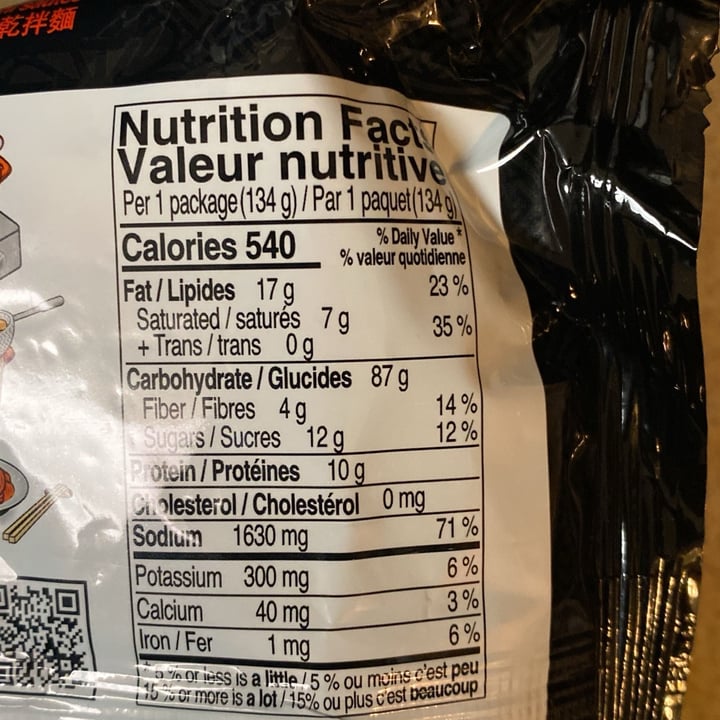 乾拌麵
Nutrition Facts
Valeur nutritive
Per 1 package (134 g) / Par 1 paquet (134 g)
Calories 540
% Daily Value *
% valeur quotidienne
Fat / Lipides 17 g 23 %
Saturated / saturés 7 g
+ Trans / trans 0 g 35 %
Carbohydrate / Glucides 87 g
Fiber / Fibres 4 g 14 %
Sugars / Sucres 12 g 12 %
Protein / Protéines 10 g
Cholesterol / Cholestérol 0 mg
Sodium 1630 mg 71 %
Potassium 300 mg 6 %
Calcium 40 mg 3 %
Iron / Fer 1 mg 6 %
* 5 % or less is a little / 5 % ou moins c'est peu
15 % or more is a lot / 15% ou plus c'est beaucoup